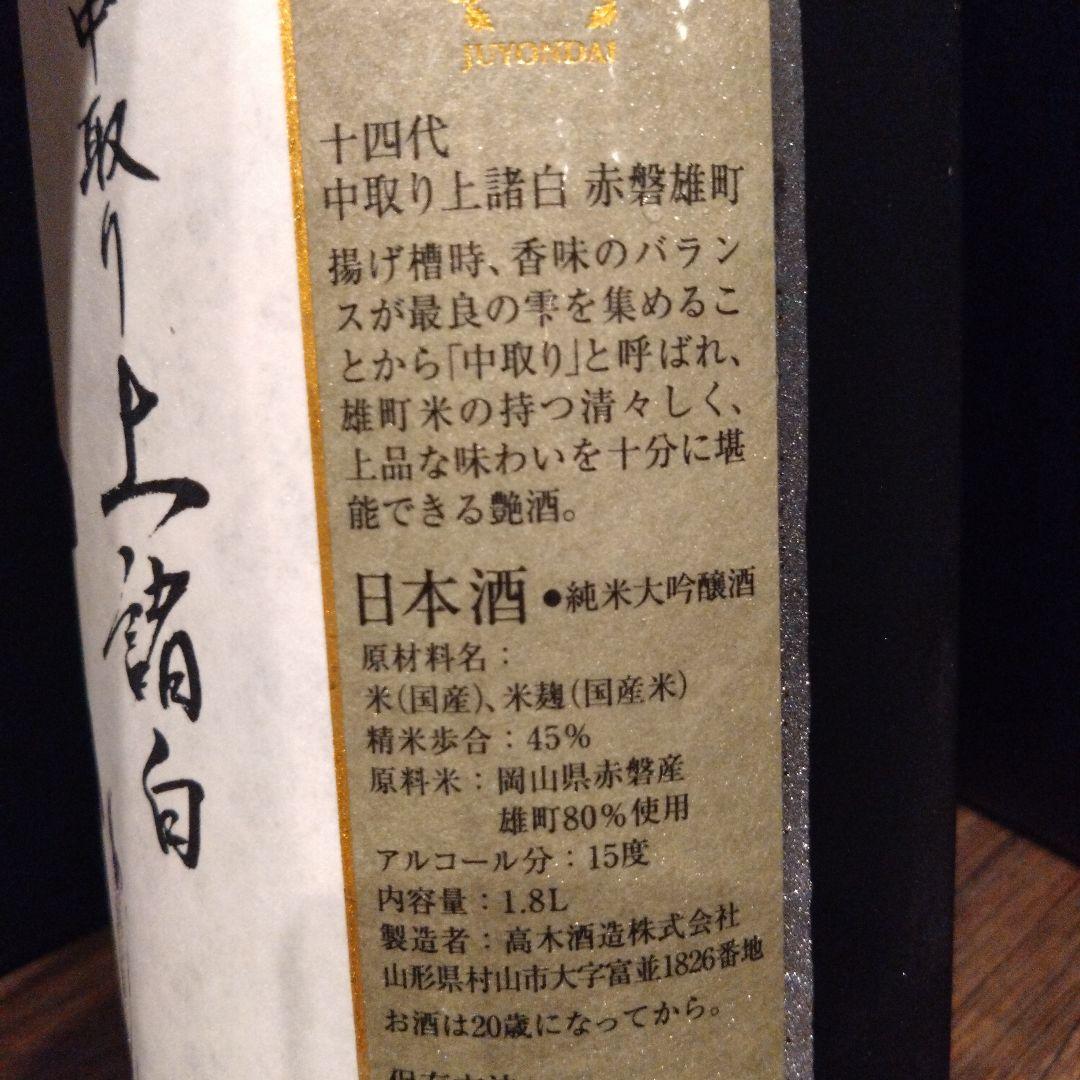 中取り上諸白
JUYONDAI
十四代
中取り上諸白 赤磐雄町
揚げ槽時、香味のバラン
スが最良の雫を集めるこ
とから「中取り」と呼ばれ、
雄町米の持つ清々しく、
上品な味わいを十分に堪
能できる艶酒。
日本酒●純米大吟醸酒
原材料名：
米(国産)、米麹(国産米)
精米歩合：45%
原料米：岡山県赤磐産
雄町80%使用
アルコール分：15度
内容量：1.8L
製造者：高木酒造株式会社
山形県村山市大字富並1826番地
お酒は20歳になってから。